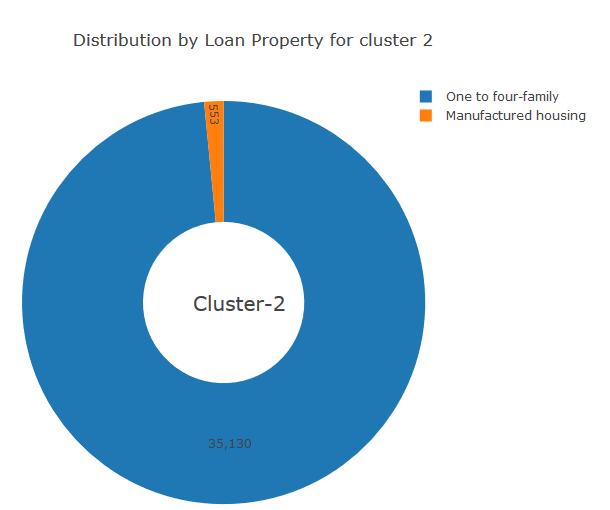 Distribution by Loan Property for cluster 2
One to four-family
Manufactured housing
553
Cluster-2
35,130